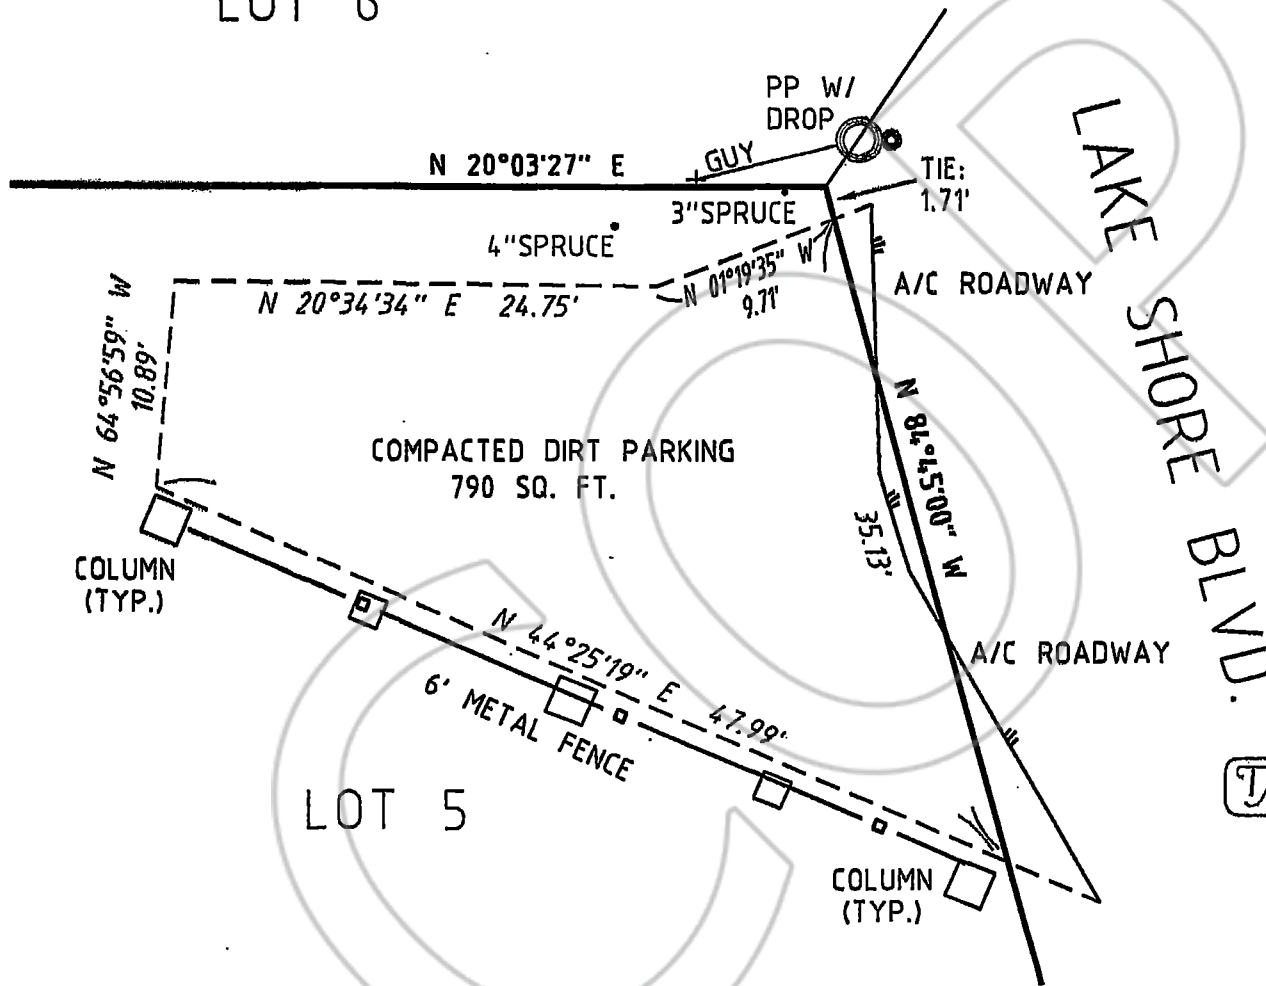 LOT 6
PP W/
DROP
N 20°03'27" E
GUY
TIE:
1.71'
3"SPRUCE
4"SPRUCE
N 01°19'35" W
9.71'
A/C ROADWAY
N 20°34'34" E 24.75'
N 64°56'59" W
10.89'
LAKE SHORE BLVD.
COMPACTED DIRT PARKING
790 SQ. FT.
N 84°45'00" W
35.13'
COLUMN
(TYP.)
N 44°25'19" E 47.99'
6' METAL FENCE
A/C ROADWAY
LOT 5
COLUMN
(TYP.)
COP